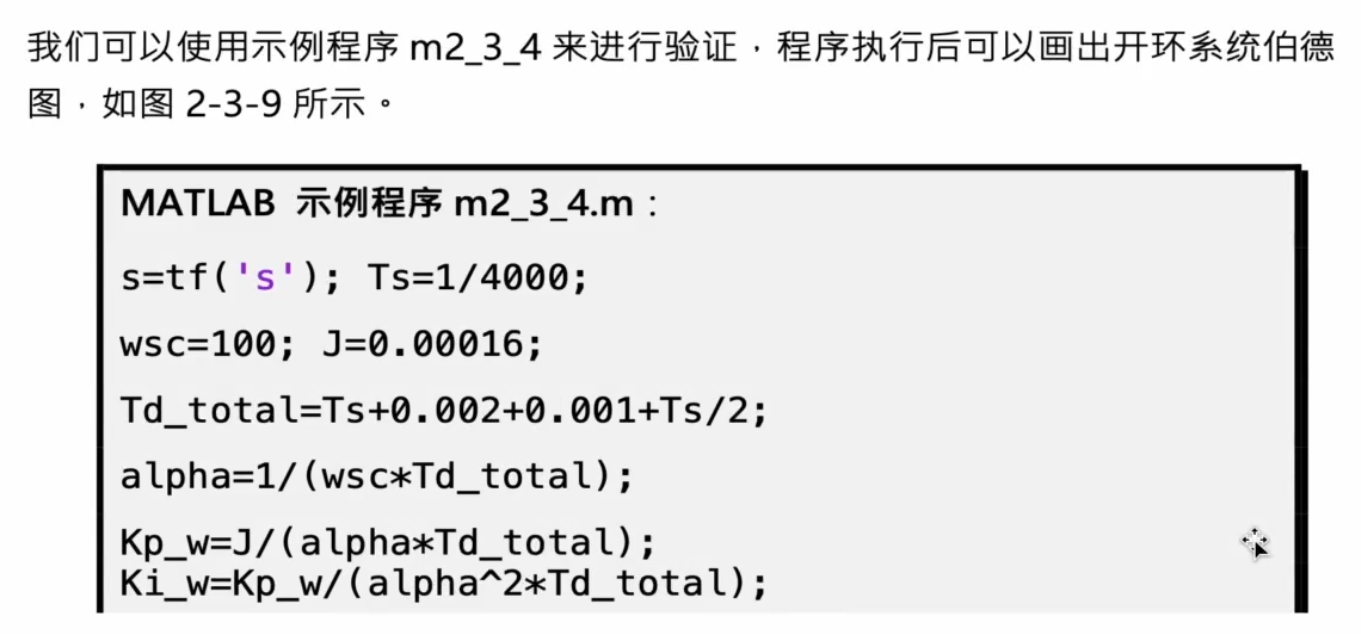 我们可以使用示例程序 m2_3_4 来进行验证，程序执行后可以画出开环系统伯德
图，如图 2-3-9 所示。
MATLAB 示例程序 m2_3_4.m：
s=tf('s'); Ts=1/4000;
wsc=100; J=0.00016;
Td_total=Ts+0.002+0.001+Ts/2;
alpha=1/(wsc*Td_total);
Kp_w=J/(alpha*Td_total);
Ki_w=Kp_w/(alpha^2*Td_total);